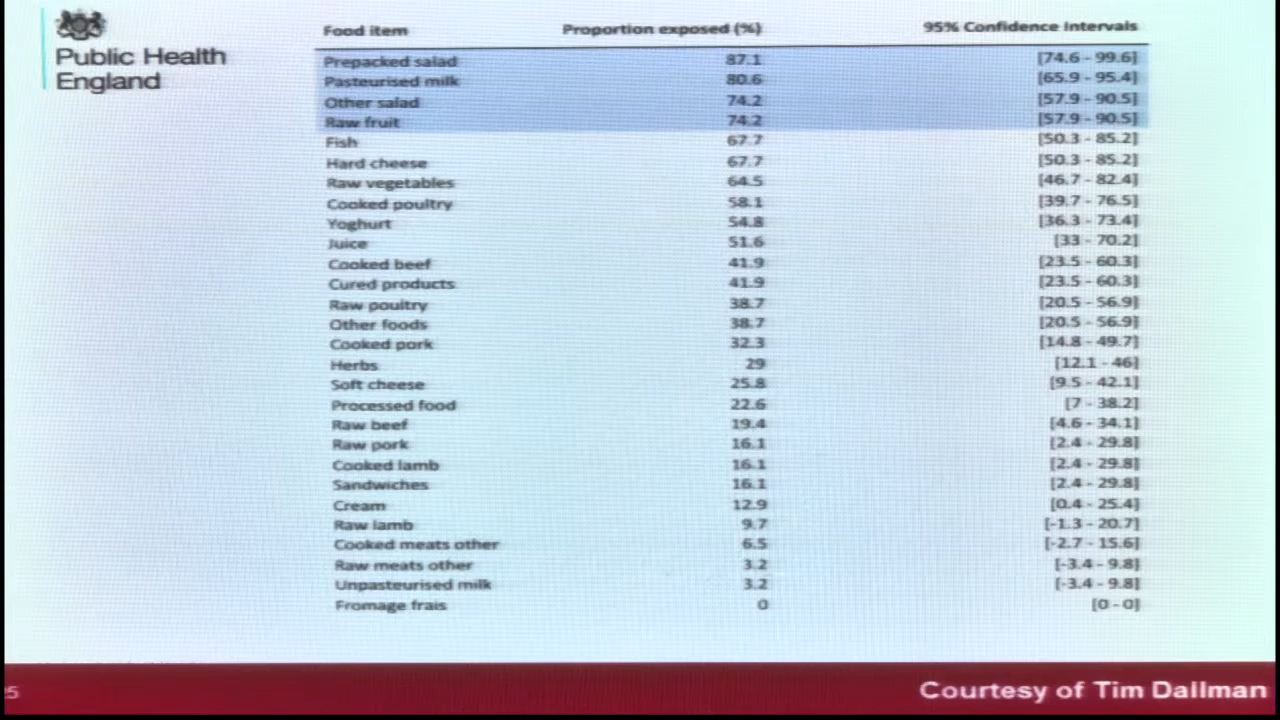 Public Health
England
Food item Proportion exposed (%) 95% Confidence Intervals
Prepacked salad 87.1 [74.6 - 99.6]
Pasteurised milk 80.6 [65.9 - 95.4]
Other salad 74.2 [57.9 - 90.5]
Raw fruit 74.2 [57.9 - 90.5]
Fish 67.7 [50.3 - 85.2]
Hard cheese 67.7 [50.3 - 85.2]
Raw vegetables 64.5 [46.7 - 82.4]
Cooked poultry 58.1 [39.7 - 76.5]
Yoghurt 54.8 [36.3 - 73.4]
Juice 51.6 [33 - 70.2]
Cooked beef 41.9 [23.5 - 60.3]
Cured products 41.9 [23.5 - 60.3]
Raw poultry 38.7 [20.5 - 56.9]
Other foods 38.7 [20.5 - 56.9]
Cooked pork 32.3 [14.8 - 49.7]
Herbs 29 [12.1 - 46]
Soft cheese 25.8 [9.5 - 42.1]
Processed food 22.6 [7 - 38.2]
Raw beef 19.4 [4.6 - 34.1]
Raw pork 16.1 [2.4 - 29.8]
Cooked lamb 16.1 [2.4 - 29.8]
Sandwiches 16.1 [2.4 - 29.8]
Cream 12.9 [0.4 - 25.4]
Raw lamb 9.7 [-1.3 - 20.7]
Cooked meats other 6.5 [-2.7 - 15.6]
Raw meats other 3.2 [-3.4 - 9.8]
Unpasteurised milk 3.2 [-3.4 - 9.8]
Fromage frais 0 [0 - 0]
Courtesy of Tim Dallman